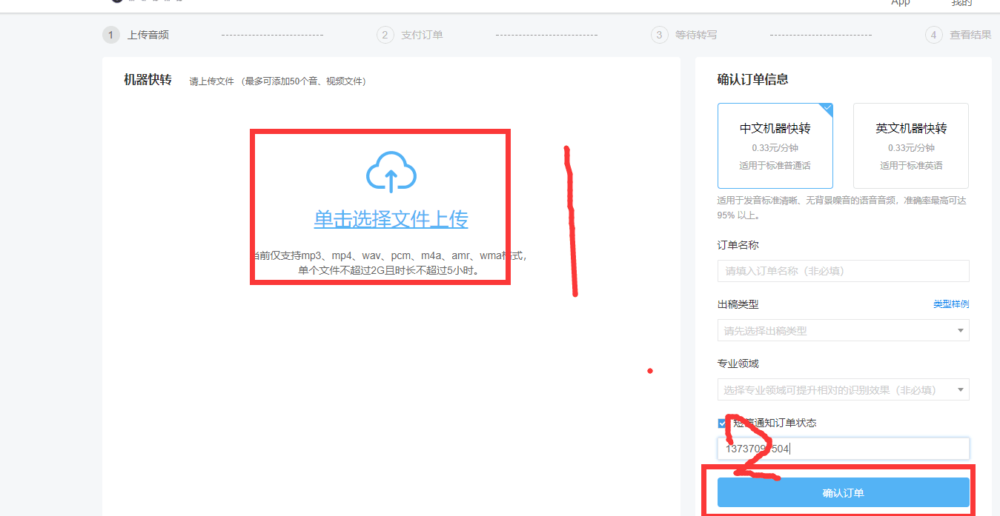 App 我的
1 上传音频 2 支付订单 3 等待转写 4 查看结果
机器快转 请上传文件 (最多可添加50个音、视频文件)
单击选择文件上传
当前仅支持mp3、mp4、wav、pcm、m4a、amr、wma格式,
单个文件不超过2G且时长不超过5小时。
1
确认订单信息
中文机器快转
0.33元/分钟
适用于标准普通话
英文机器快转
0.33元/分钟
适用于标准英语
适用于发音标准清晰、无背景噪音的语音音频，准确率最高可达
95% 以上。
订单名称
请填入订单名称（非必填）
出稿类型 类型样例
请先选择出稿类型
专业领域
选择专业领域可提升相对的识别效果（非必填）
短信通知订单状态
2
确认订单